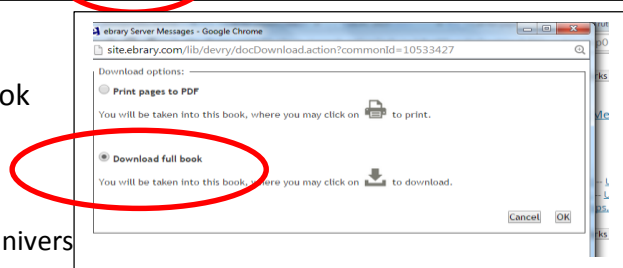 ebrary Server Messages - Google Chrome
site.ebrary.com/lib/devry/docDownload.action?commonId=10533427
Download options:
Print pages to PDF
You will be taken into this book, where you may click on to print.
Download full book
You will be taken into this book, where you may click on to download.
Cancel OK
ook
nivers
rks